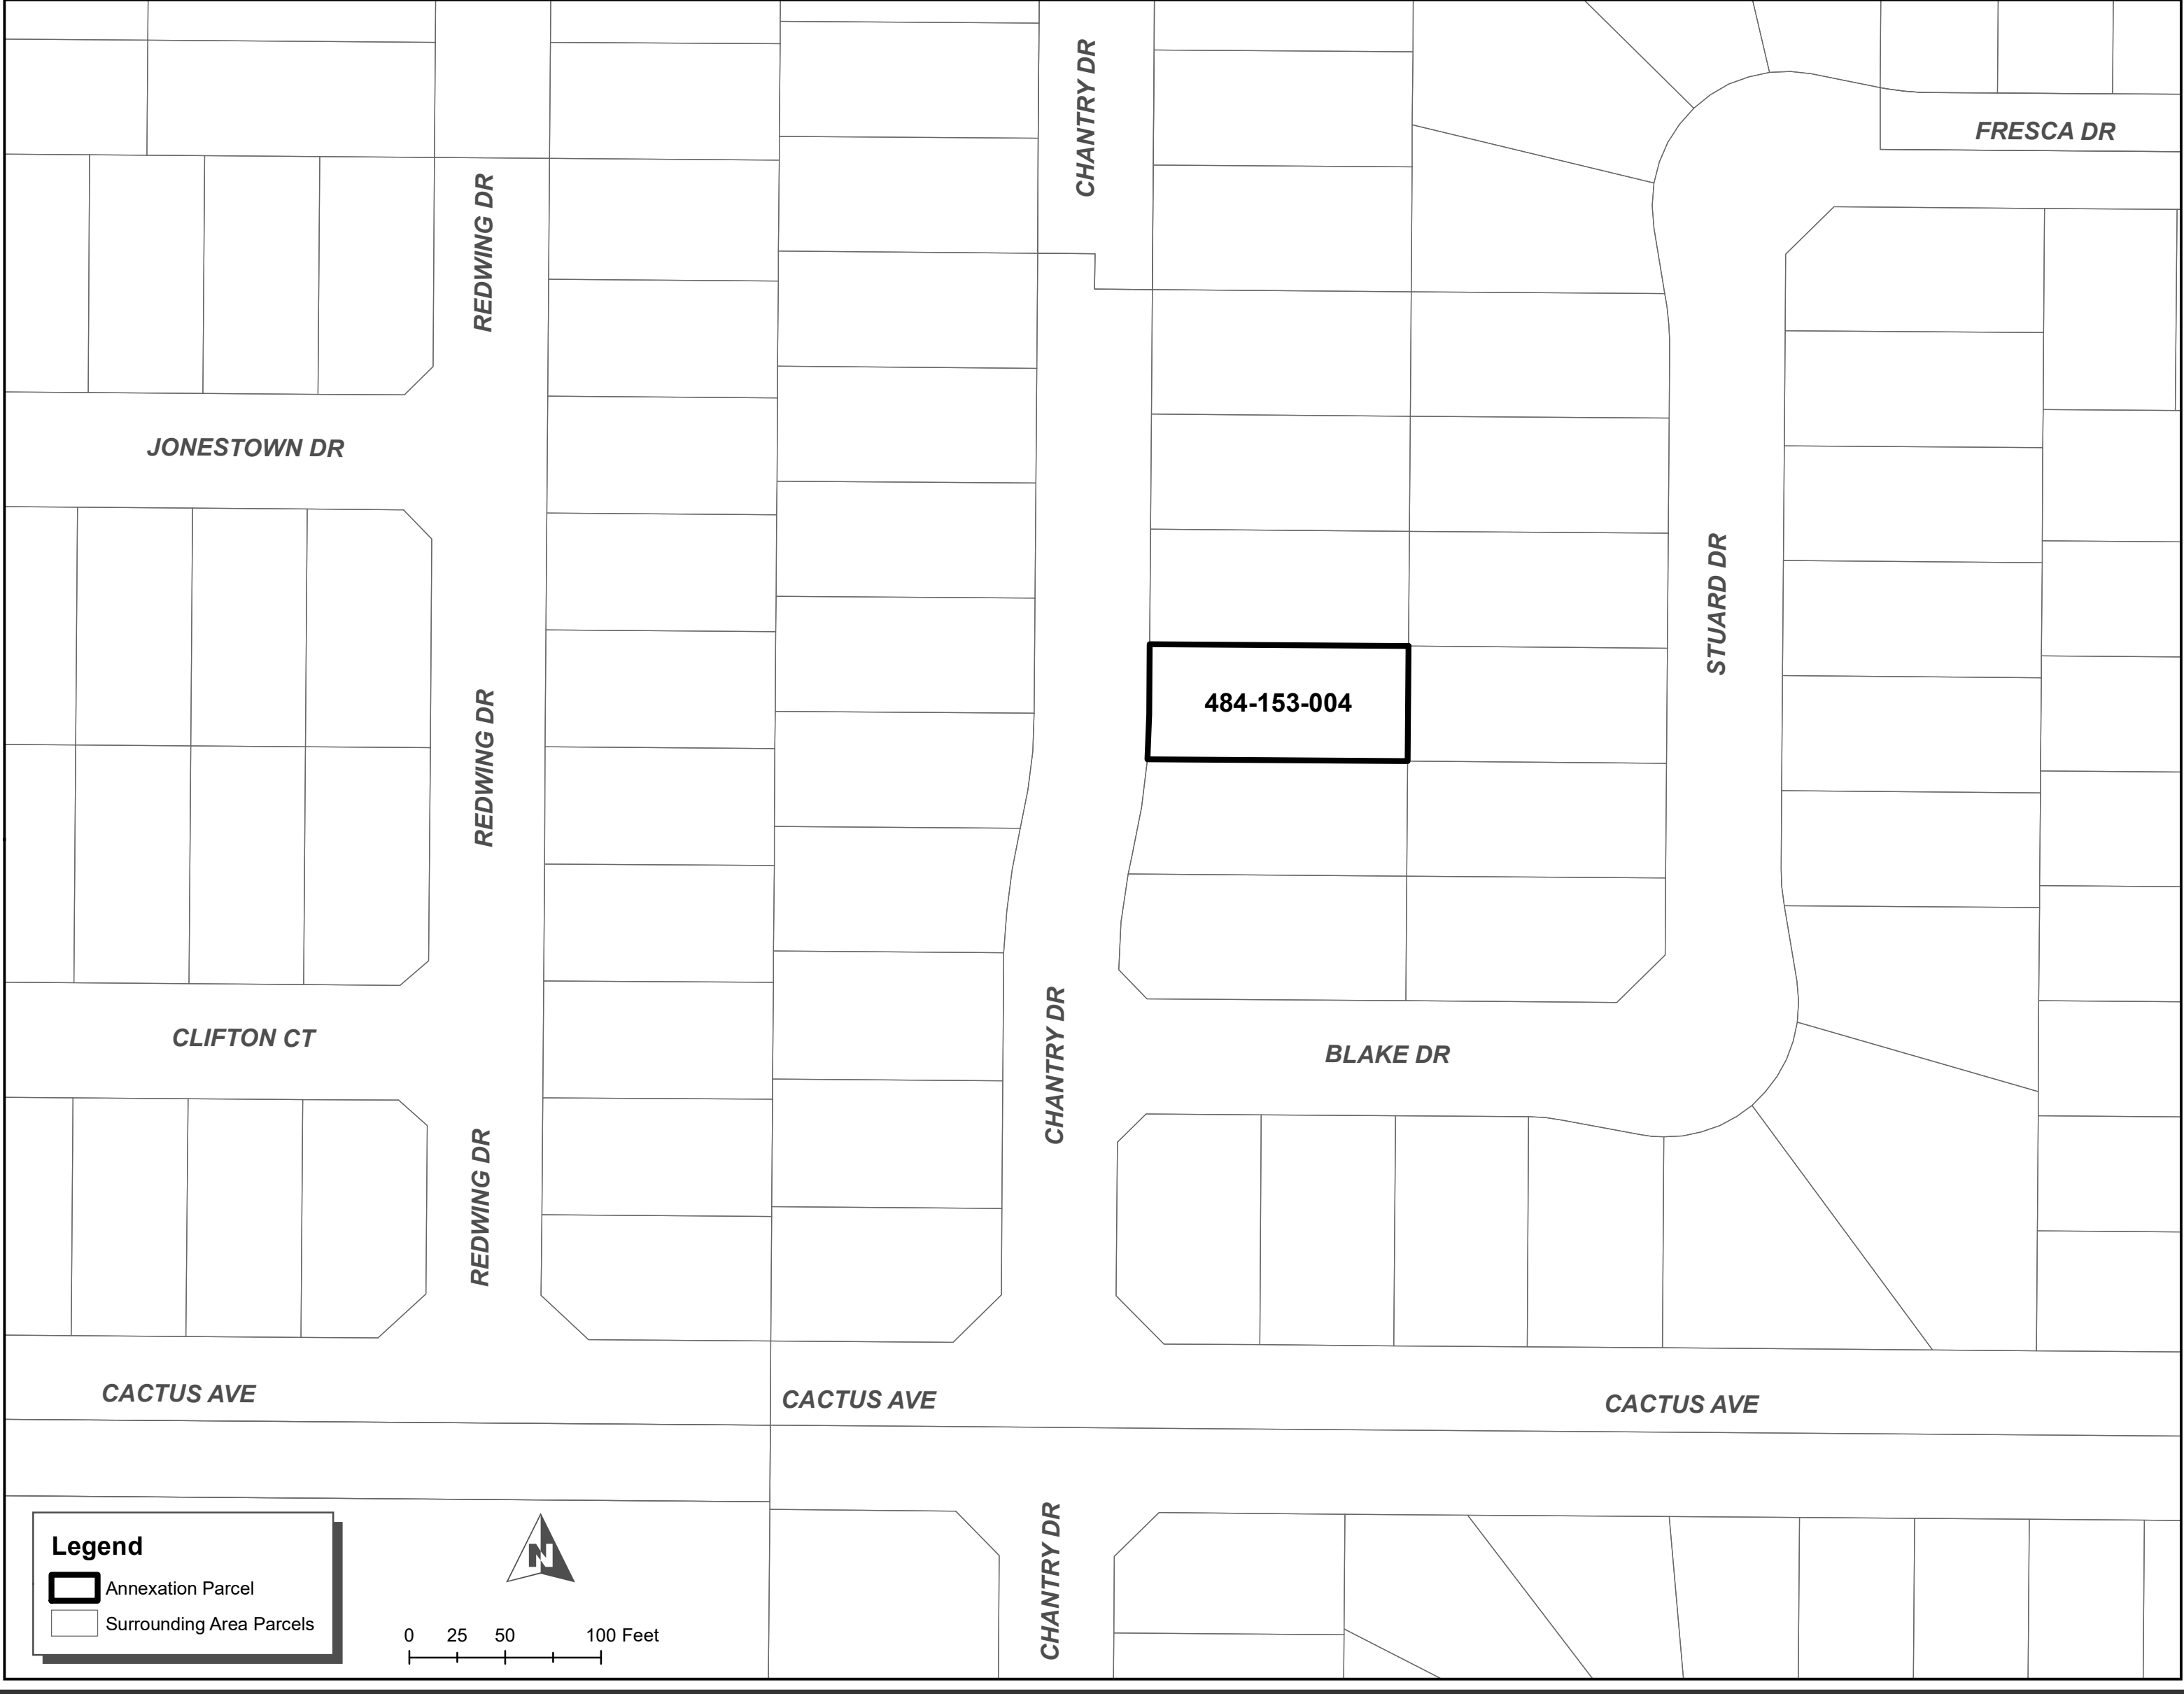 CHANTRY DR
FRESCA DR
REDWING DR
JONESTOWN DR
STUARD DR
484-153-004
REDWING DR
CLIFTON CT
CHANTRY DR
BLAKE DR
REDWING DR
CACTUS AVE
CACTUS AVE
CACTUS AVE
CHANTRY DR
Legend
Annexation Parcel
Surrounding Area Parcels
N
0 25 50 100 Feet